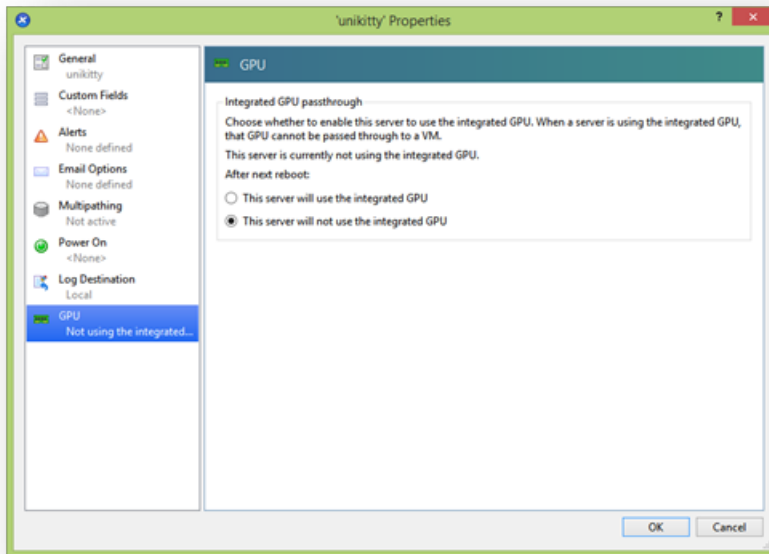 'unikitty' Properties
?
General
unikitty
Custom Fields
<None>
Alerts
None defined
Email Options
None defined
Multipathing
Not active
Power On
<None>
Log Destination
Local
GPU
Not using the integrated...
GPU
Integrated GPU passthrough
Choose whether to enable this server to use the integrated GPU. When a server is using the integrated GPU,
that GPU cannot be passed through to a VM.
This server is currently not using the integrated GPU.
After next reboot:
This server will use the integrated GPU
This server will not use the integrated GPU
OK
Cancel